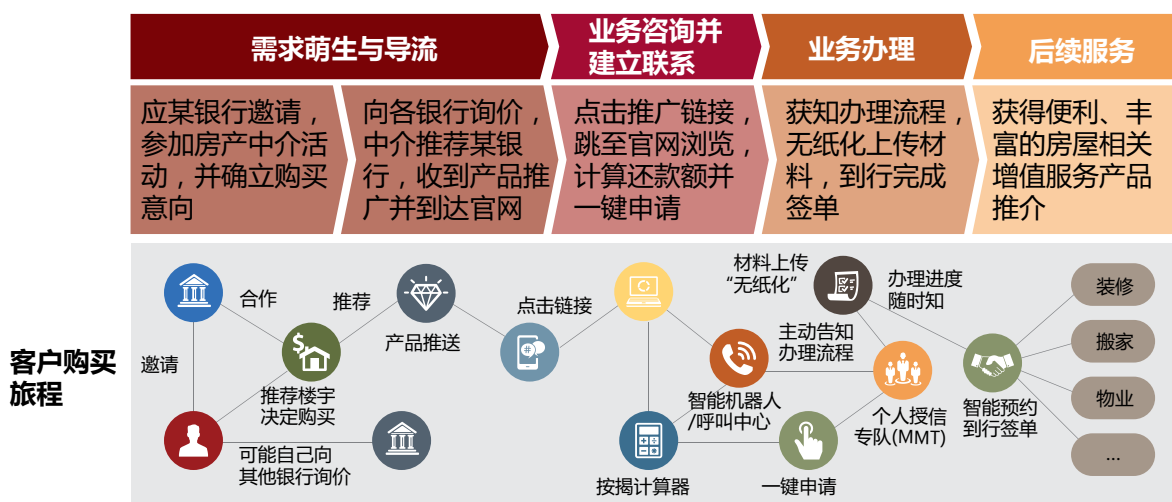 需求萌生与导流
业务咨询并
建立联系
业务办理
后续服务
应某银行邀请，
参加房产中介活
动，并确立购买
意向
向各银行询价，
中介推荐某银
行，收到产品推
广并到达官网
点击推广链接，
跳至官网浏览，
计算还款额并
一键申请
获知办理流程，
无纸化上传材
料，到行完成
签单
获得便利、丰
富的房屋相关
增值服务产品
推介
客户购买
旅程
合作
邀请
推荐
$
推荐楼宇
决定购买
可能自己向
其他银行询价
产品推送
点击链接
#
按揭计算器
智能机器人
/呼叫中心
一键申请
材料上传
“无纸化”
主动告知
办理流程
个人授信
专队(MMT)
办理进度
随时知
智能预约
到行签单
装修
搬家
物业
...